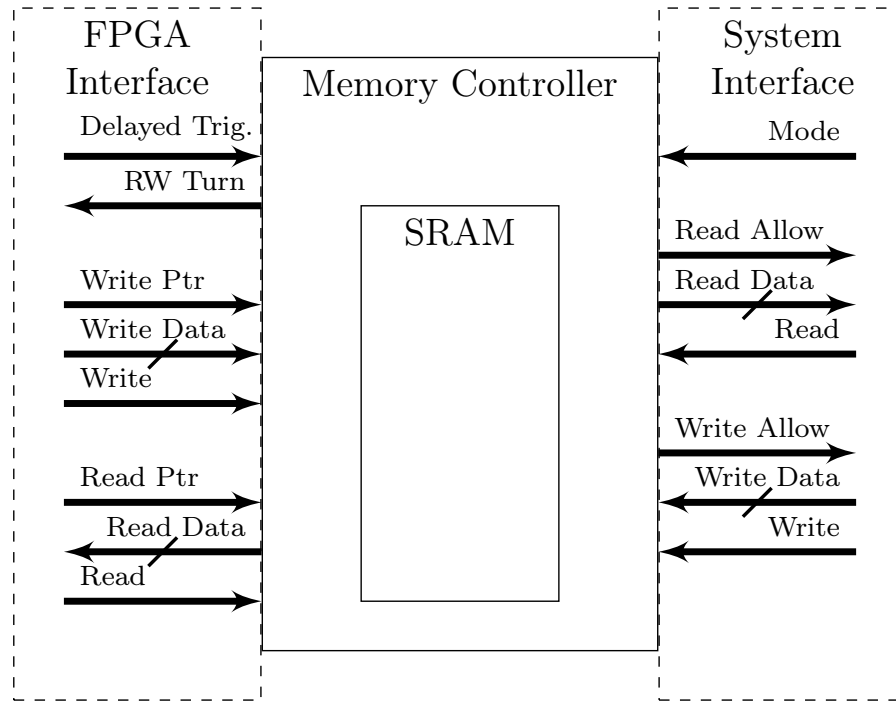 FPGA
Interface
Delayed Trig.
RW Turn
Write Ptr
Write Data
Write
Read Ptr
Read Data
Read
Memory Controller
SRAM
System
Interface
Mode
Read Allow
Read Data
Read
Write Allow
Write Data
Write